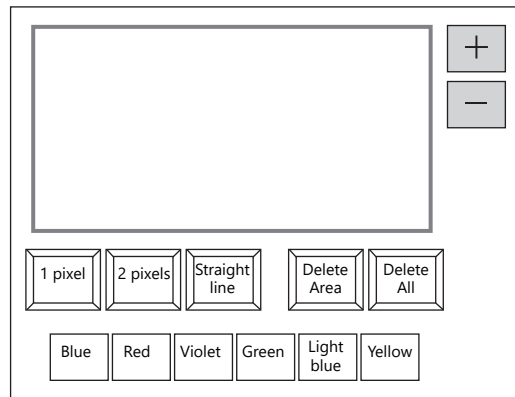 +
−
1 pixel
2 pixels
Straight
line
Delete
Area
Delete
All
Blue
Red
Violet
Green
Light
blue
Yellow